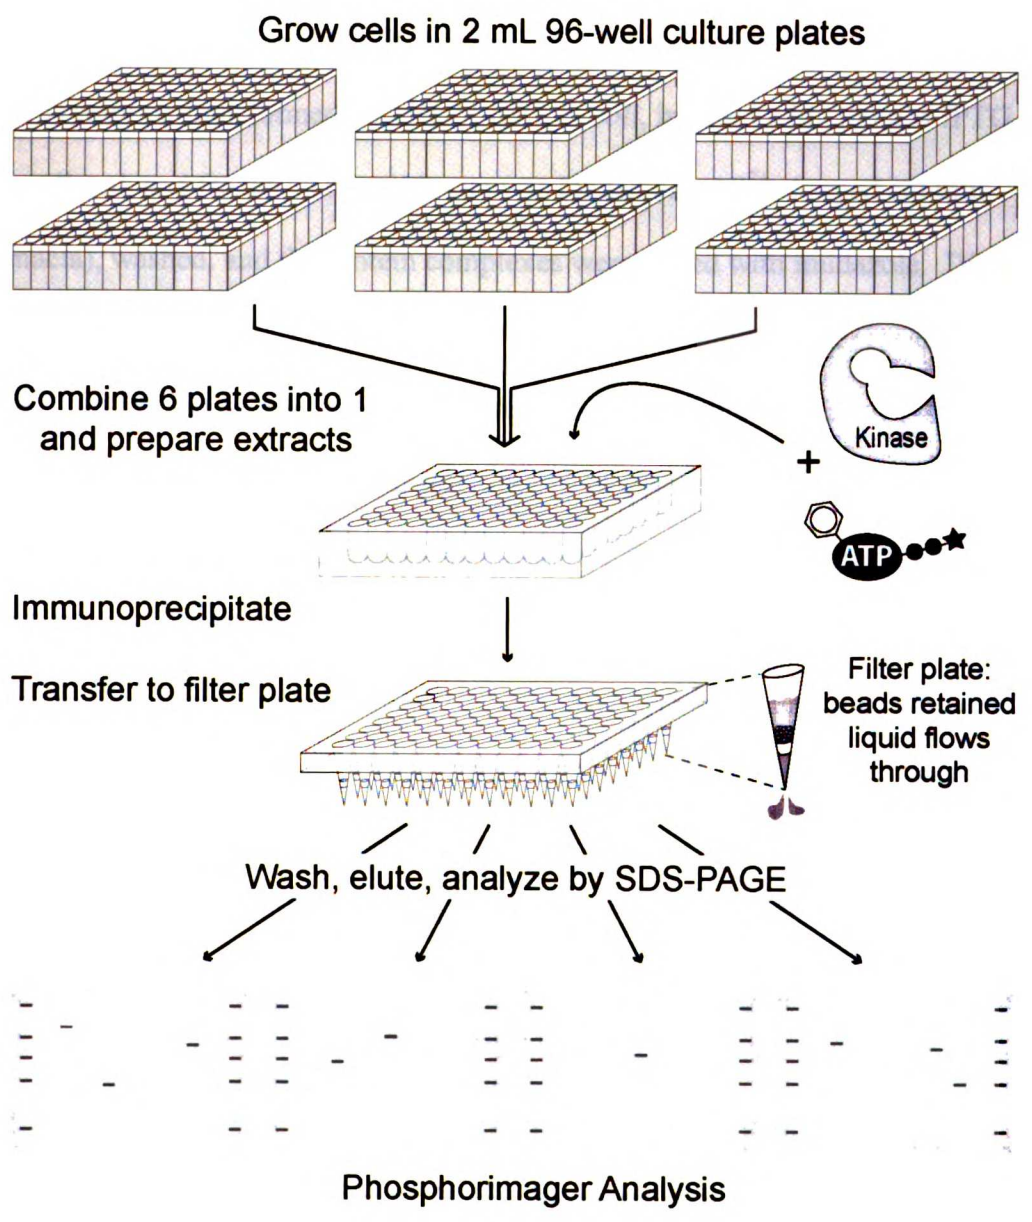 Grow cells in 2 mL 96-well culture plates
Combine 6 plates into 1
and prepare extracts
Kinase
+
ATP
Immunoprecipitate
Transfer to filter plate
Filter plate:
beads retained
liquid flows
through
Wash, elute, analyze by SDS-PAGE
Phosphorimager Analysis